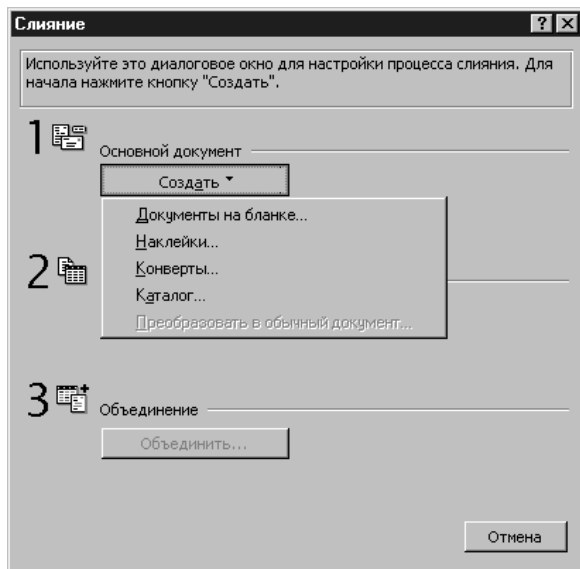 Слияние
Используйте это диалоговое окно для настройки процесса слияния. Для
начала нажмите кнопку "Создать".
1
Основной документ
Создать
Документы на бланке...
Наклейки...
Конверты...
Каталог...
Преобразовать в обычный документ...
2
3
Объединение
Объединить...
Отмена